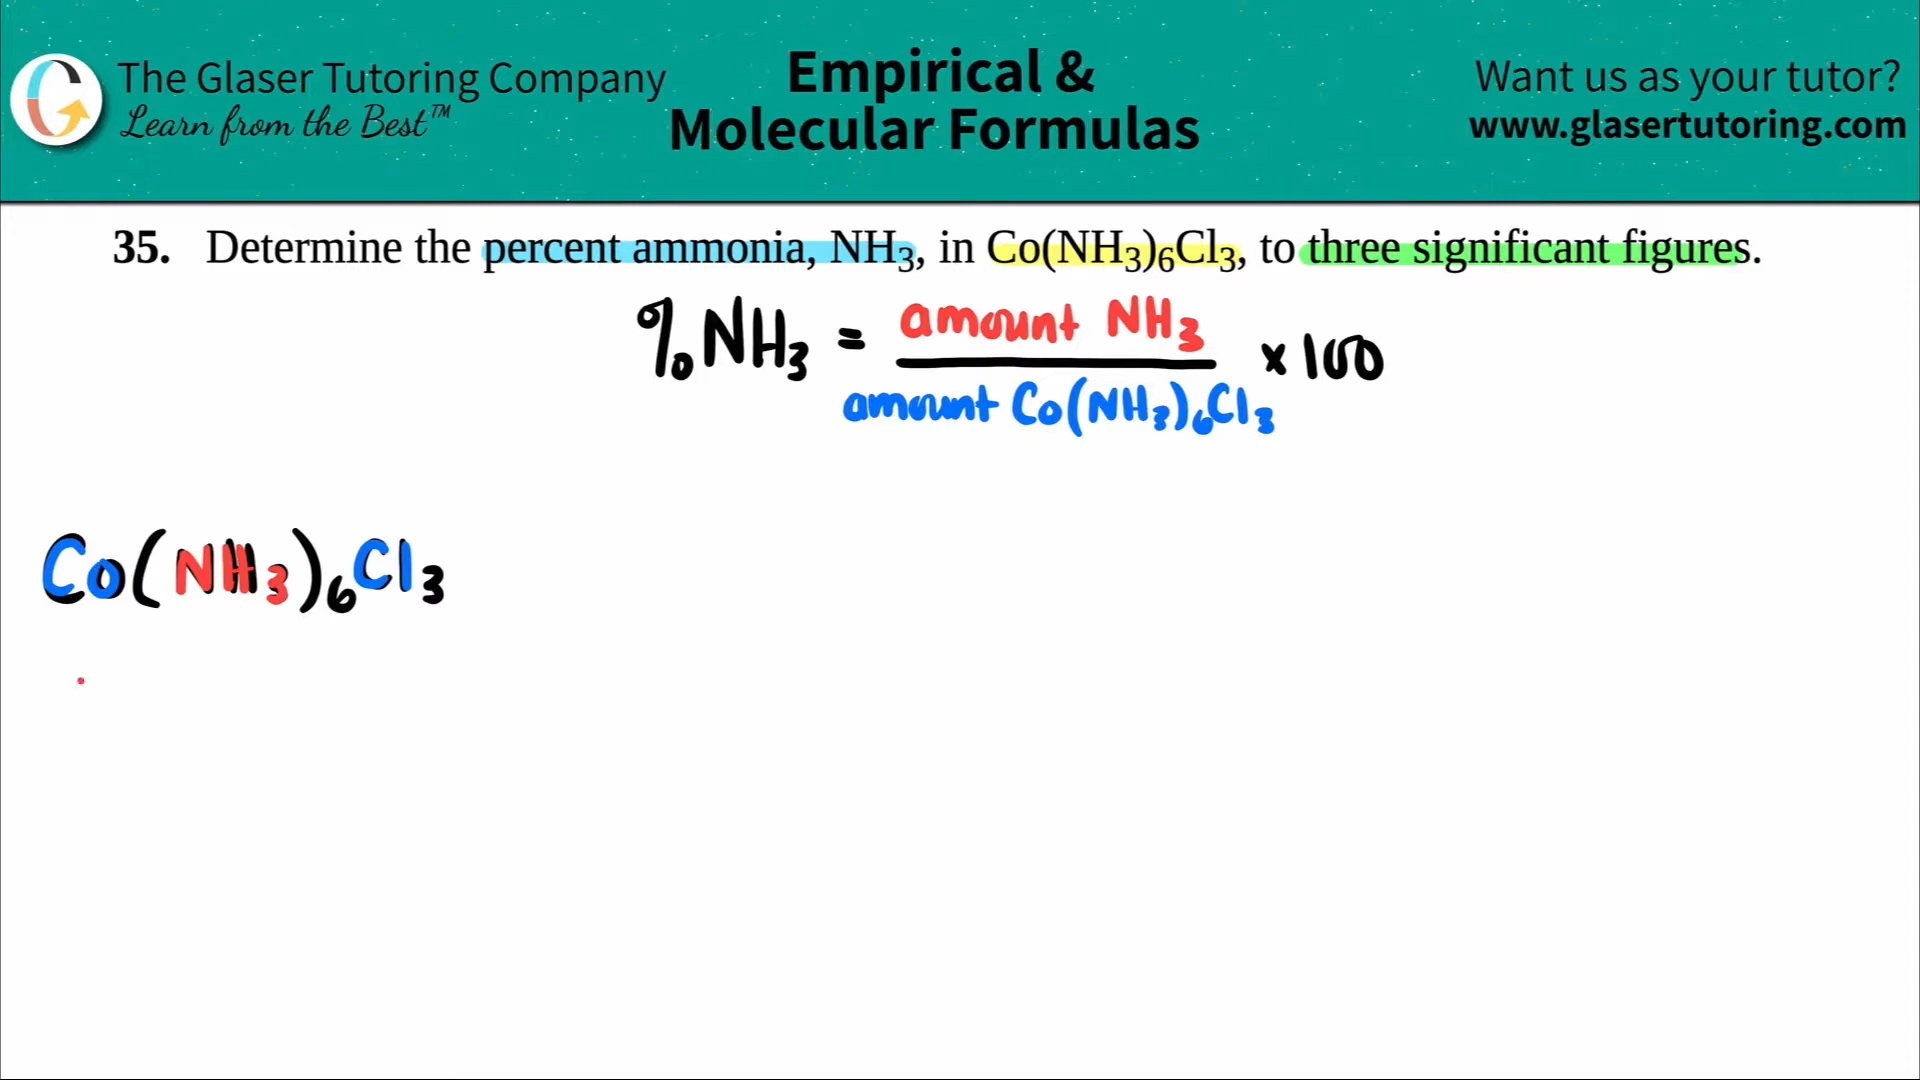 The Glaser Tutoring Company
Learn from the Best™
Empirical &
Molecular Formulas
Want us as your tutor?
www.glasertutoring.com
35. Determine the percent ammonia, NH₃, in Co(NH₃)₆Cl₃, to three significant figures.
%NH₃ = amount NH₃ × 100
amount Co(NH₃)₆Cl₃
Co(NH₃)₆Cl₃